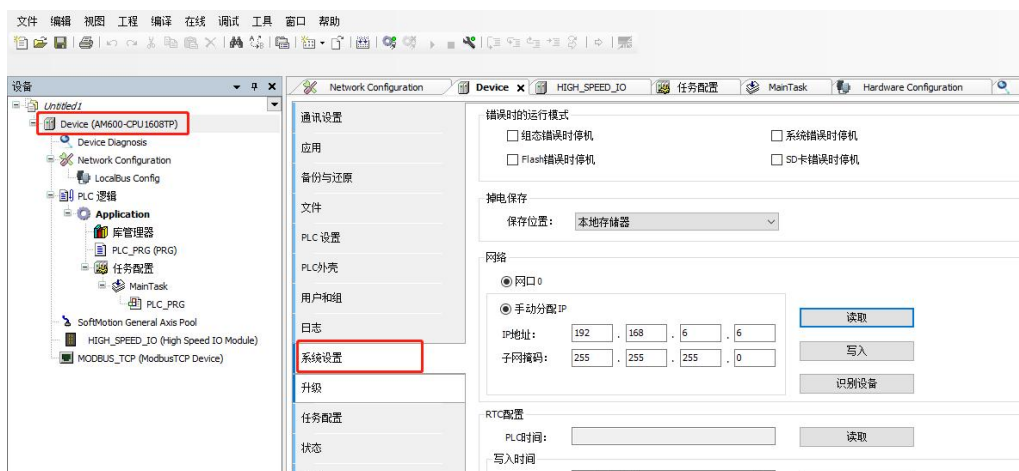 文件 编辑 视图 工程 编译 在线 调试 工具 窗口 帮助
设备
Network Configuration Device HIGH_SPEED_IO 任务配置 MainTask Hardware Configuration
Untitled1
Device (AM600-CPU1608TP)
Device Diagnosis
Network Configuration
LocalBus Config
PLC 逻辑
Application
库管理器
PLC_PRG (PRG)
任务配置
MainTask
PLC_PRG
SoftMotion General Axis Pool
HIGH_SPEED_IO (High Speed IO Module)
MODBUS_TCP (ModbusTCP Device)
通讯设置
应用
备份与还原
文件
PLC 设置
PLC外壳
用户和组
日志
系统设置
升级
任务配置
状态
错误时的运行模式
组态错误时停机 系统错误时停机
Flash错误时停机 SD卡错误时停机
掉电保存
保存位置: 本地存储器
网络
网口 0
手动分配 IP
IP地址: 192 . 168 . 6 . 6
子网掩码: 255 . 255 . 255 . 0
读取
写入
识别设备
RTC配置
PLC时间: 读取
写入时间